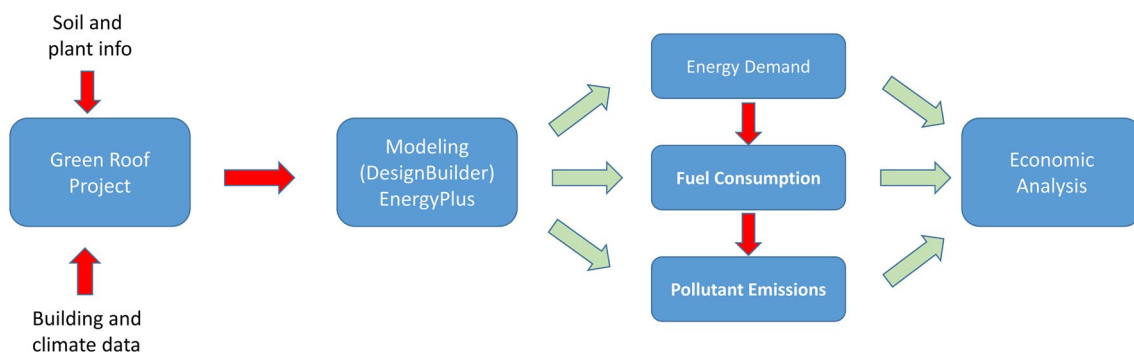 Soil and
plant info
Green Roof
Project
Building and
climate data
Modeling
(DesignBuilder)
EnergyPlus
Energy Demand
Fuel Consumption
Pollutant Emissions
Economic
Analysis